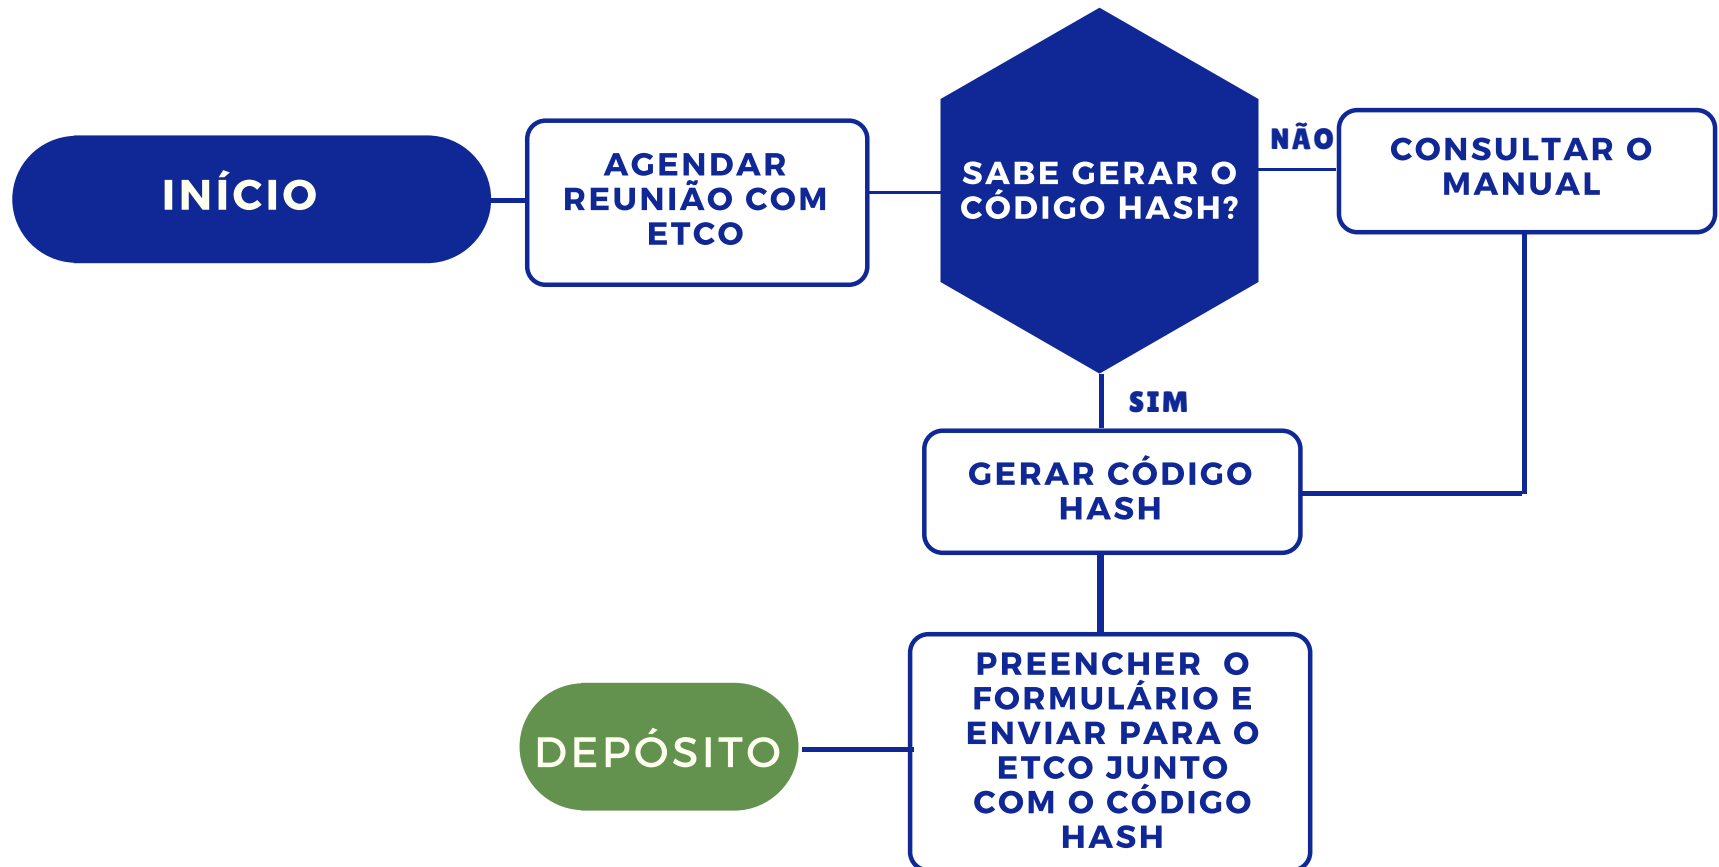 INÍCIO
AGENDAR
REUNIÃO COM
ETCO
SABE GERAR O
CÓDIGO HASH?
NÃO
CONSULTAR O
MANUAL
SIM
GERAR CÓDIGO
HASH
PREENCHER O
FORMULÁRIO E
ENVIAR PARA O
ETCO JUNTO
COM O CÓDIGO
HASH
DEPÓSITO